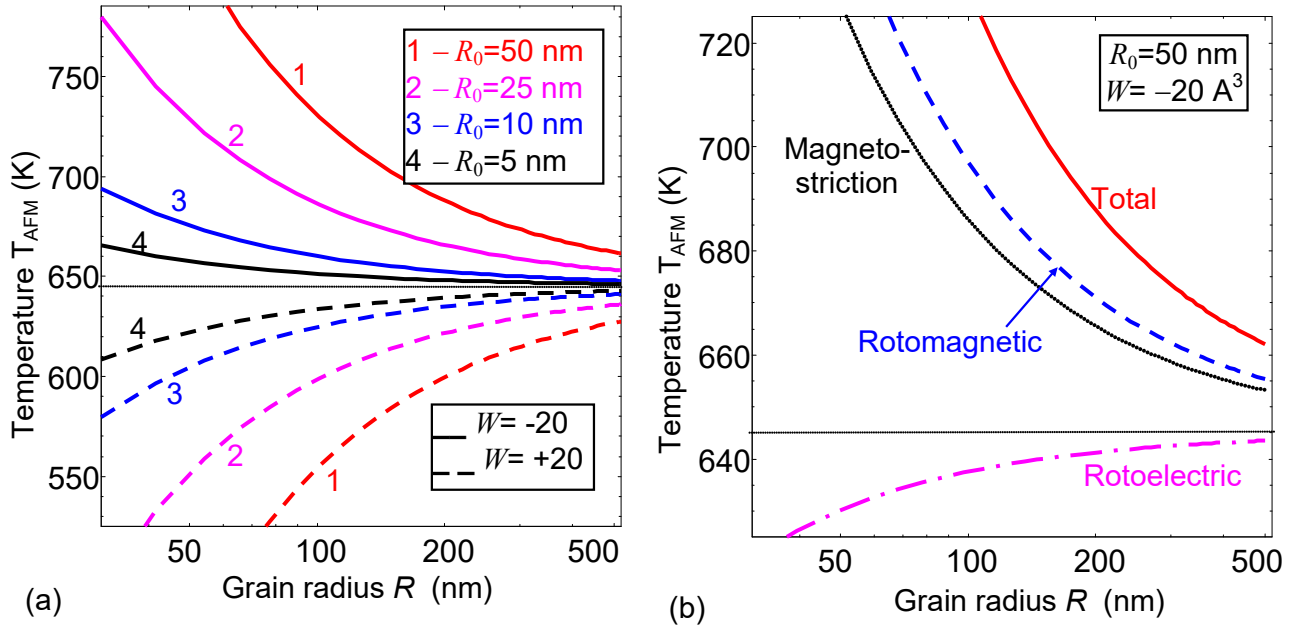 Temperature T_AFM (K)
750
700
650
600
550
1
2
3
4
1 – R₀=50 nm
2 – R₀=25 nm
3 – R₀=10 nm
4 – R₀=5 nm
4
3
2
1
W= -20
W= +20
50
100
200
500
Grain radius R (nm)
(a)
Temperature T_AFM (K)
720
700
680
660
640
R₀=50 nm
W= –20 A³
Magneto-
striction
Total
Rotomagnetic
Rotoelectric
50
100
200
500
Grain radius R (nm)
(b)